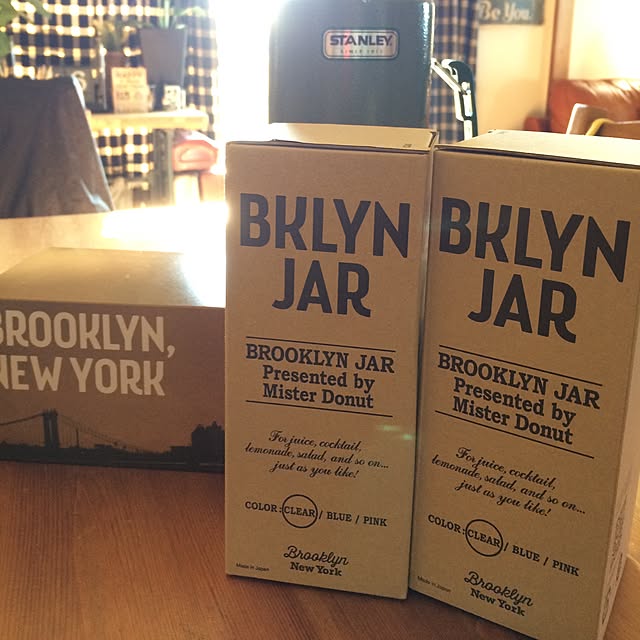 Be You.
STANLEY
SINCE 1913
BROOKLYN,
NEW YORK
BKLYN
JAR
BROOKLYN JAR
Presented by
Mister Donut
For juice, cocktail,
lemonade, salad, and so on...
just as you like!
COLOR: CLEAR / BLUE / PINK
Brooklyn
New York
Made in Japan
BKLYN
JAR
BROOKLYN JAR
Presented by
Mister Donut
For juice, cocktail,
lemonade, salad, and so on...
just as you like!
COLOR: CLEAR / BLUE / PINK
Brooklyn
New York
Made in Japan